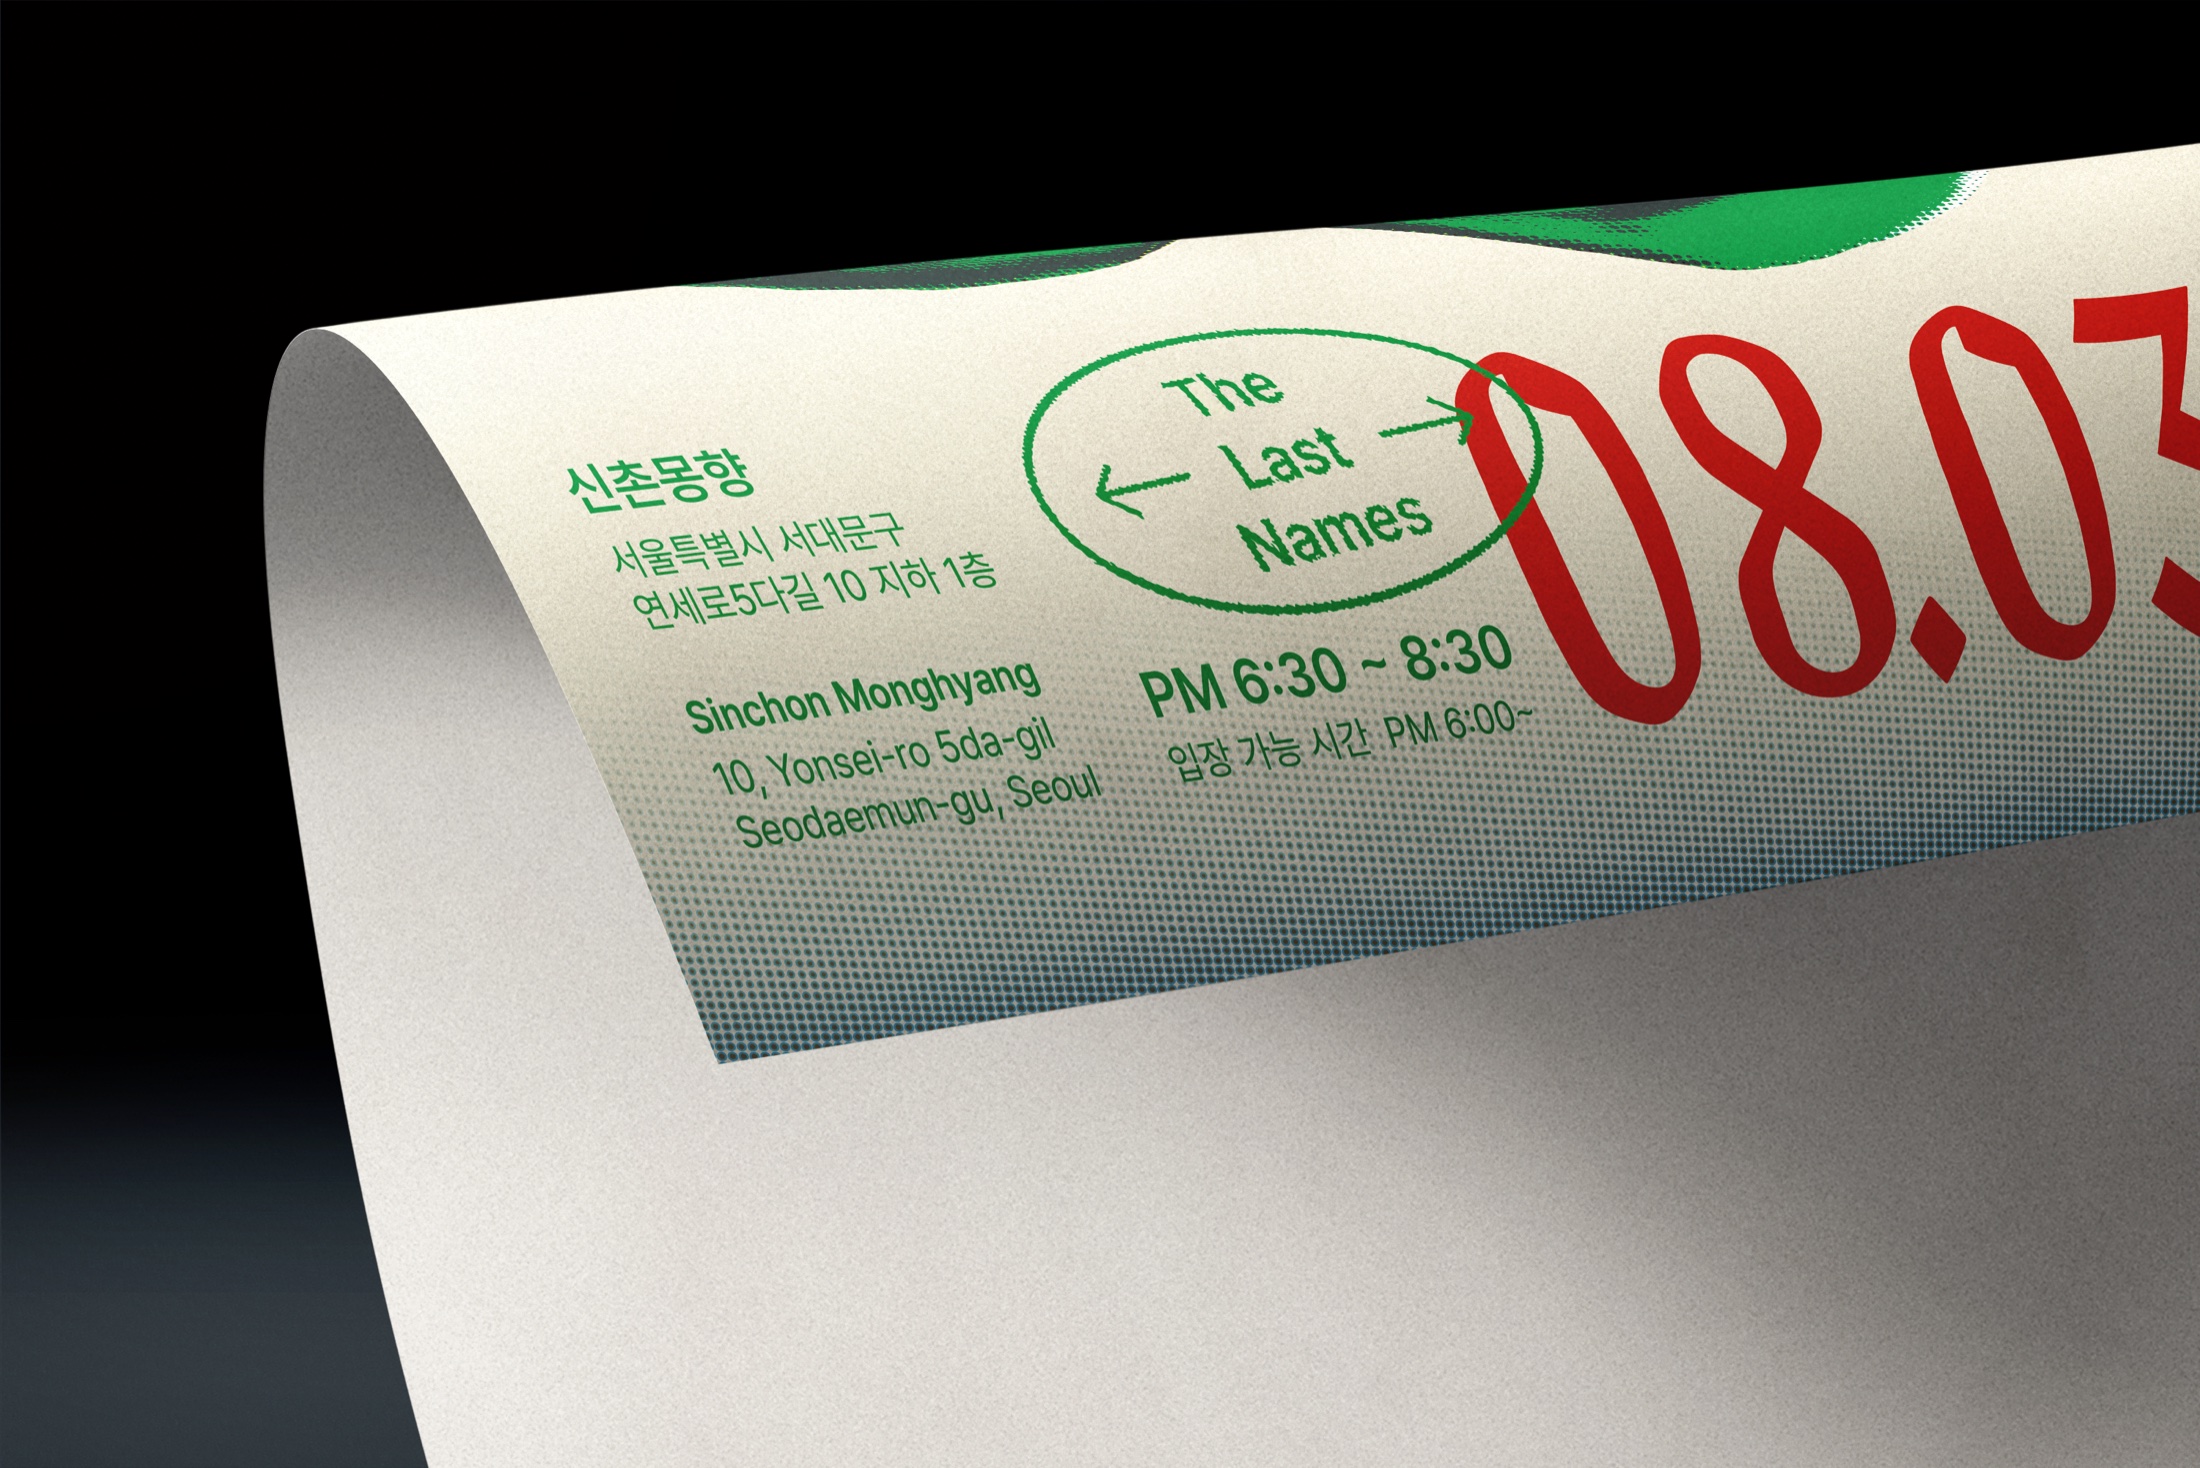 신촌몽향
서울특별시 서대문구
연세로5다길 10 지하 1층
Sinchon Monghyang
10, Yonsei-ro 5da-gil
Seodaemun-gu, Seoul
The
Last
Names
PM 6:30 ~ 8:30
입장 가능 시간 PM 6:00~
08.03